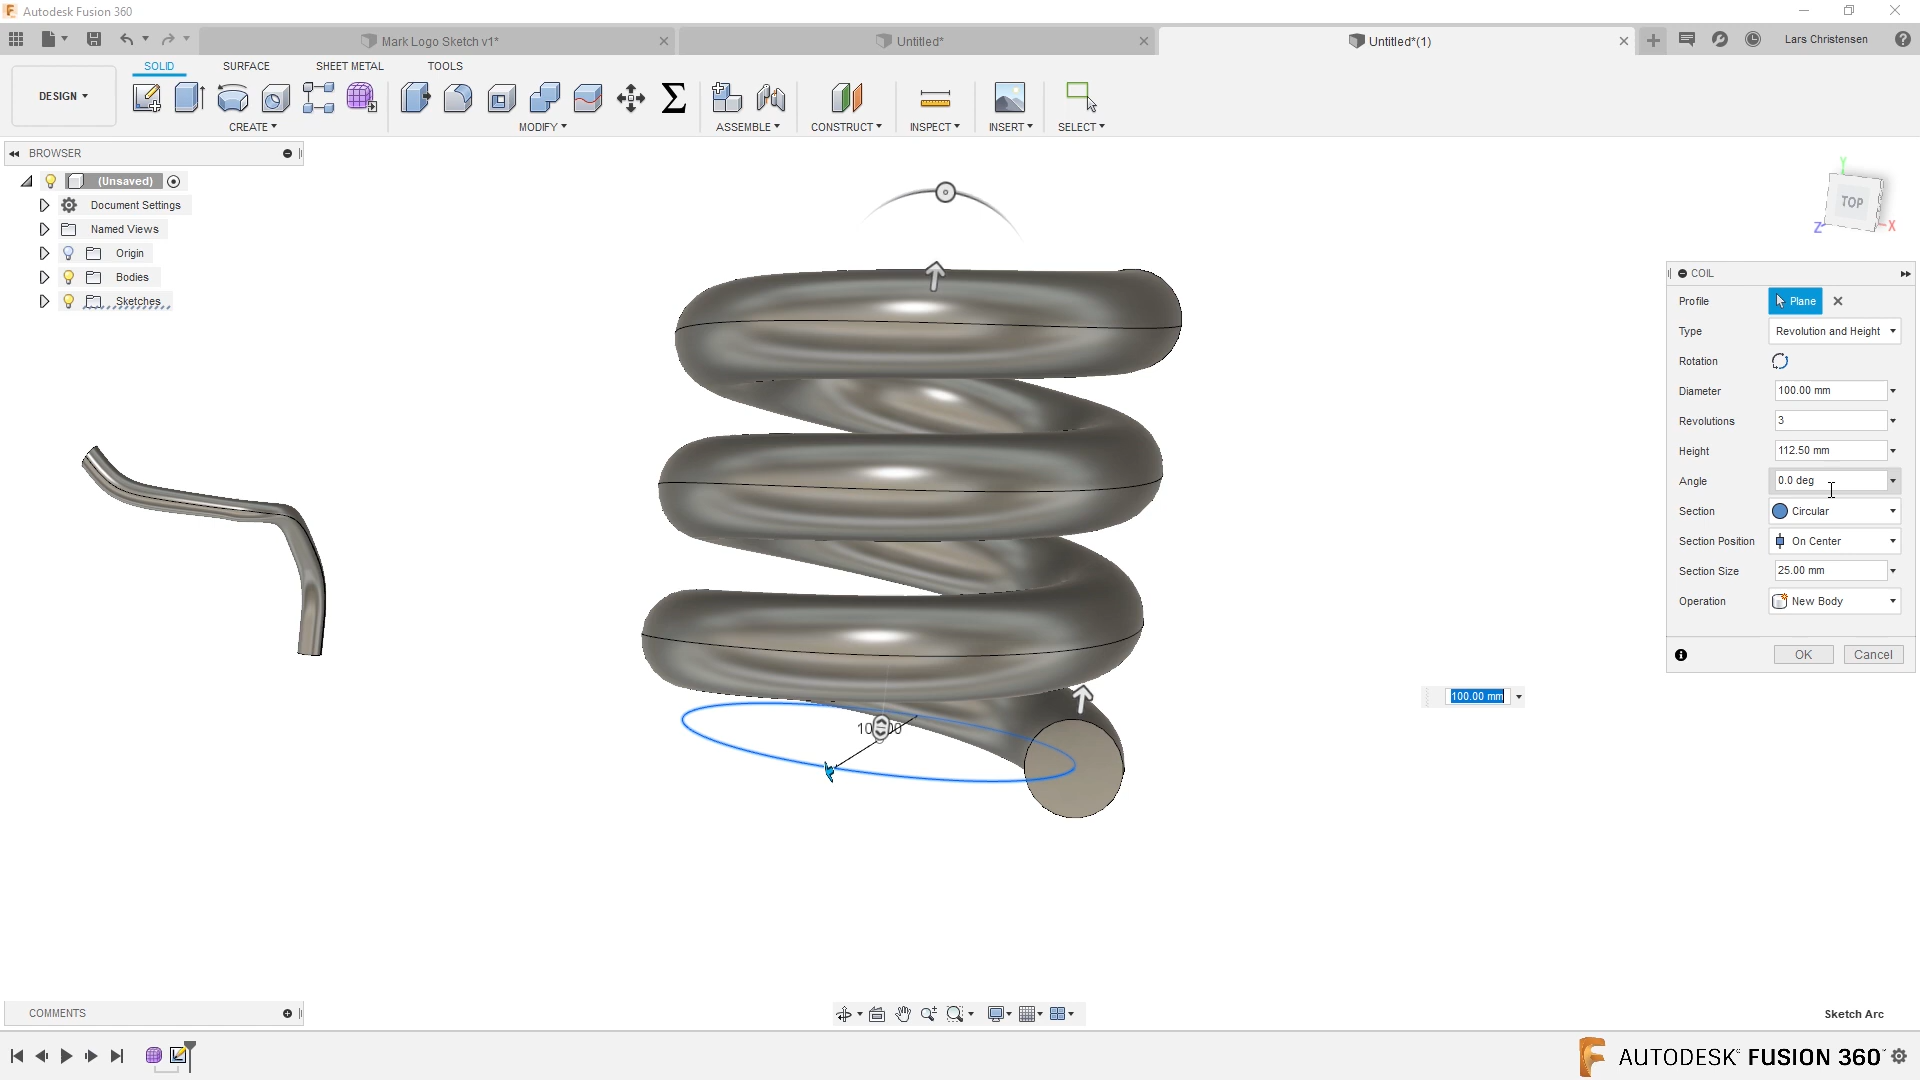 Autodesk Fusion 360
Mark Logo Sketch v1*
Untitled*
Untitled*(1)
Lars Christensen
DESIGN
SOLID
SURFACE
SHEET METAL
TOOLS
CREATE
MODIFY
ASSEMBLE
CONSTRUCT
INSPECT
INSERT
SELECT
BROWSER
(Unsaved)
Document Settings
Named Views
Origin
Bodies
Sketches
Y
TOP
Z
X
COIL
Profile
Plane
Type
Revolution and Height
Rotation
Diameter
100.00 mm
Revolutions
3
Height
112.50 mm
Angle
0.0 deg
Section
Circular
Section Position
On Center
Section Size
25.00 mm
Operation
New Body
OK
Cancel
100.00 mm
COMMENTS
Sketch Arc
AUTODESK FUSION 360